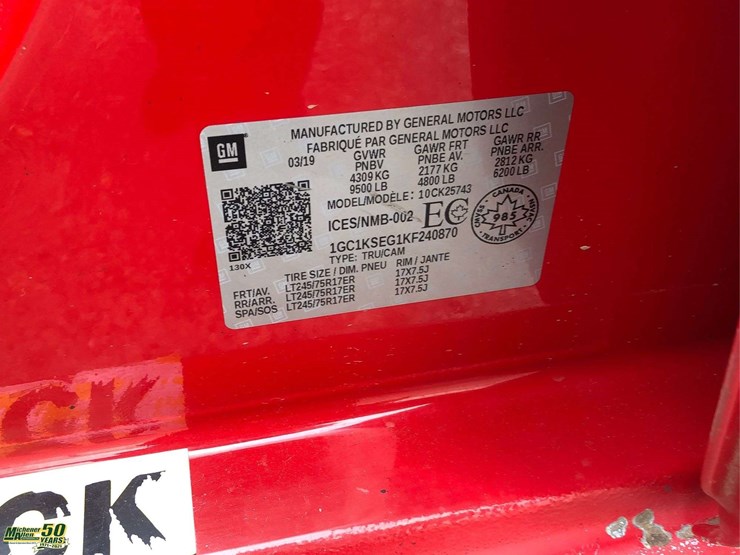 GM
MANUFACTURED BY GENERAL MOTORS LLC
FABRIQUÉ PAR GENERAL MOTORS LLC
03/19 GVWR GAWR FRT GAWR RR
PNBV PNBE AV. PNBE ARR.
4309 KG 2177 KG 2812 KG
9500 LB 4800 LB 6200 LB
MODEL/MODÈLE: 10CK25743
ICES/NMB-002 EC
CANADA
985
TRANSPORT
1GC1KSEG1KF240870
TYPE: TRU/CAM
130X
TIRE SIZE / DIM. PNEU RIM / JANTE
FRT/AV. LT245/75R17ER 17X7.5J
RR/ARR. LT245/75R17ER 17X7.5J
SPA/SOS LT245/75R17ER 17X7.5J
CK
CK
Michener
Allen
50
YEARS